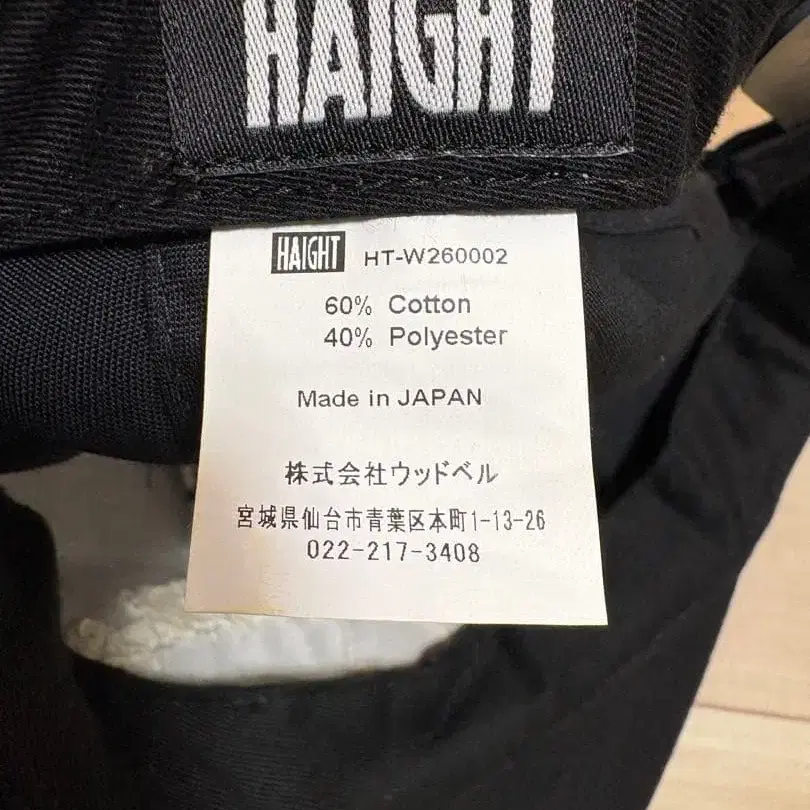 HAIGHT
HAIGHT HT-W260002
60% Cotton
40% Polyester
Made in JAPAN
株式会社ウッドベル
宮城県仙台市青葉区本町1-13-26
022-217-3408